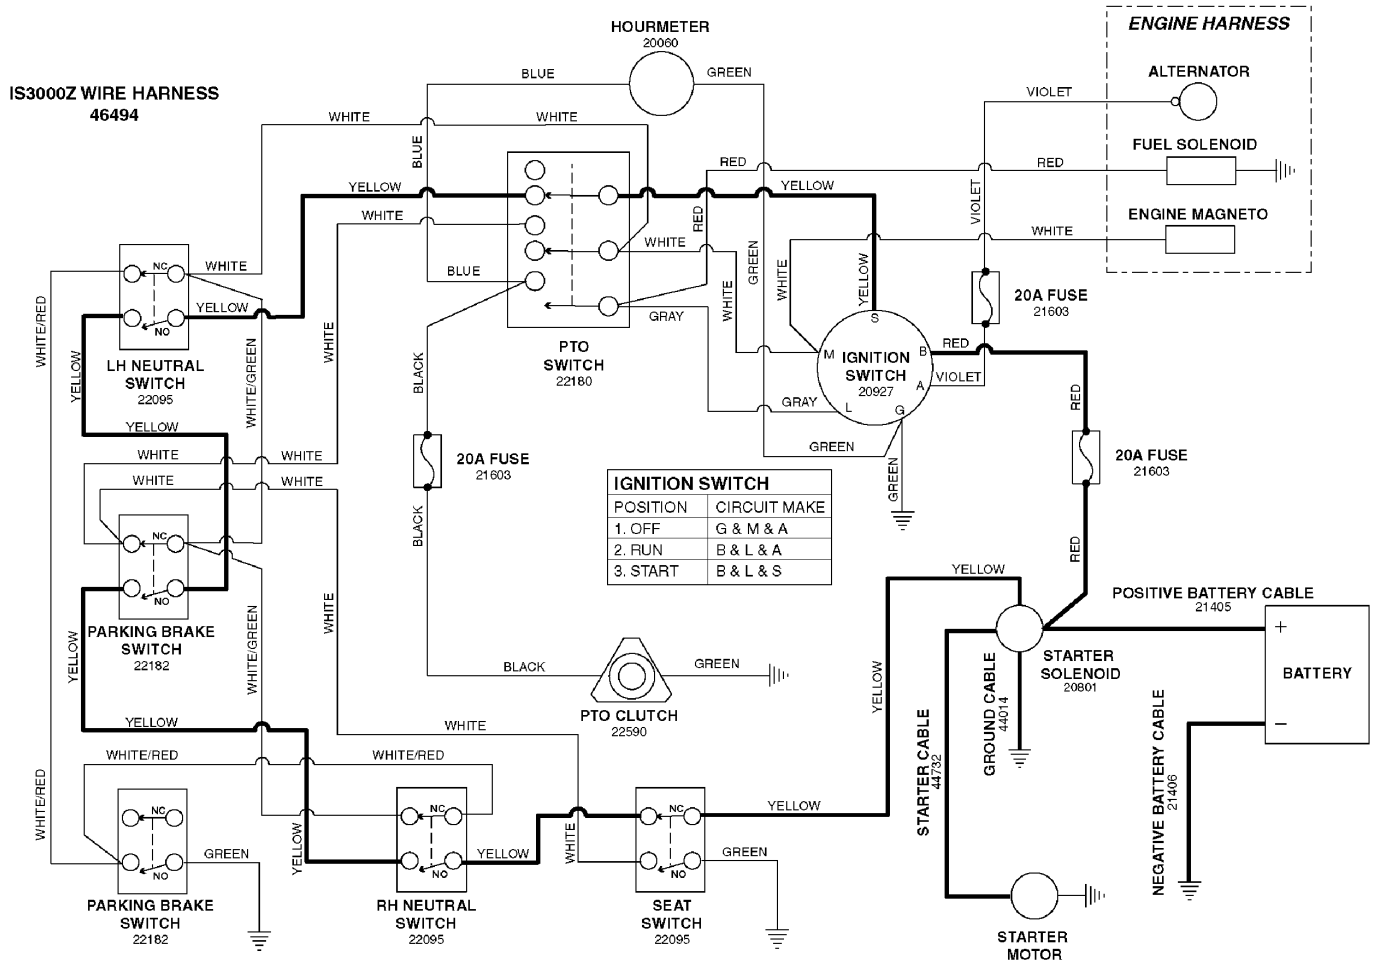 HOURMETER
20060
ENGINE HARNESS
IS3000Z WIRE HARNESS
46494
BLUE
GREEN
ALTERNATOR
VIOLET
WHITE
WHITE
BLUE
RED
RED
FUEL SOLENOID
YELLOW
YELLOW
VIOLET
WHITE
RED
ENGINE MAGNETO
WHITE
WHITE
GREEN
WHITE
YELLOW
NC
WHITE
BLUE
WHITE
20A FUSE
21603
WHITE/RED
YELLOW
NO
GRAY
S
PTO
SWITCH
22180
M
B
IGNITION
SWITCH
20927
A
L
G
RED
VIOLET
LH NEUTRAL
SWITCH
22095
YELLOW
WHITE/GREEN
WHITE
BLACK
GRAY
RED
YELLOW
GREEN
WHITE
WHITE
20A FUSE
21603
20A FUSE
21603
WHITE
WHITE
GREEN
IGNITION SWITCH
POSITION CIRCUIT MAKE
1. OFF G & M & A
2. RUN B & L & A
3. START B & L & S
BLACK
NC
NO
RED
YELLOW
POSITIVE BATTERY CABLE
21405
WHITE
PARKING BRAKE
SWITCH
22182
YELLOW
WHITE/GREEN
+
BATTERY
−
STARTER
SOLENOID
20801
BLACK
GREEN
YELLOW
PTO CLUTCH
22590
GROUND CABLE
44014
YELLOW
WHITE
STARTER CABLE
44732
NEGATIVE BATTERY CABLE
21406
WHITE/RED
WHITE/RED
WHITE/RED
NC
NC
NC
YELLOW
YELLOW
WHITE
GREEN
NO
YELLOW
NO
GREEN
NO
PARKING BRAKE
SWITCH
22182
RH NEUTRAL
SWITCH
22095
SEAT
SWITCH
22095
STARTER
MOTOR